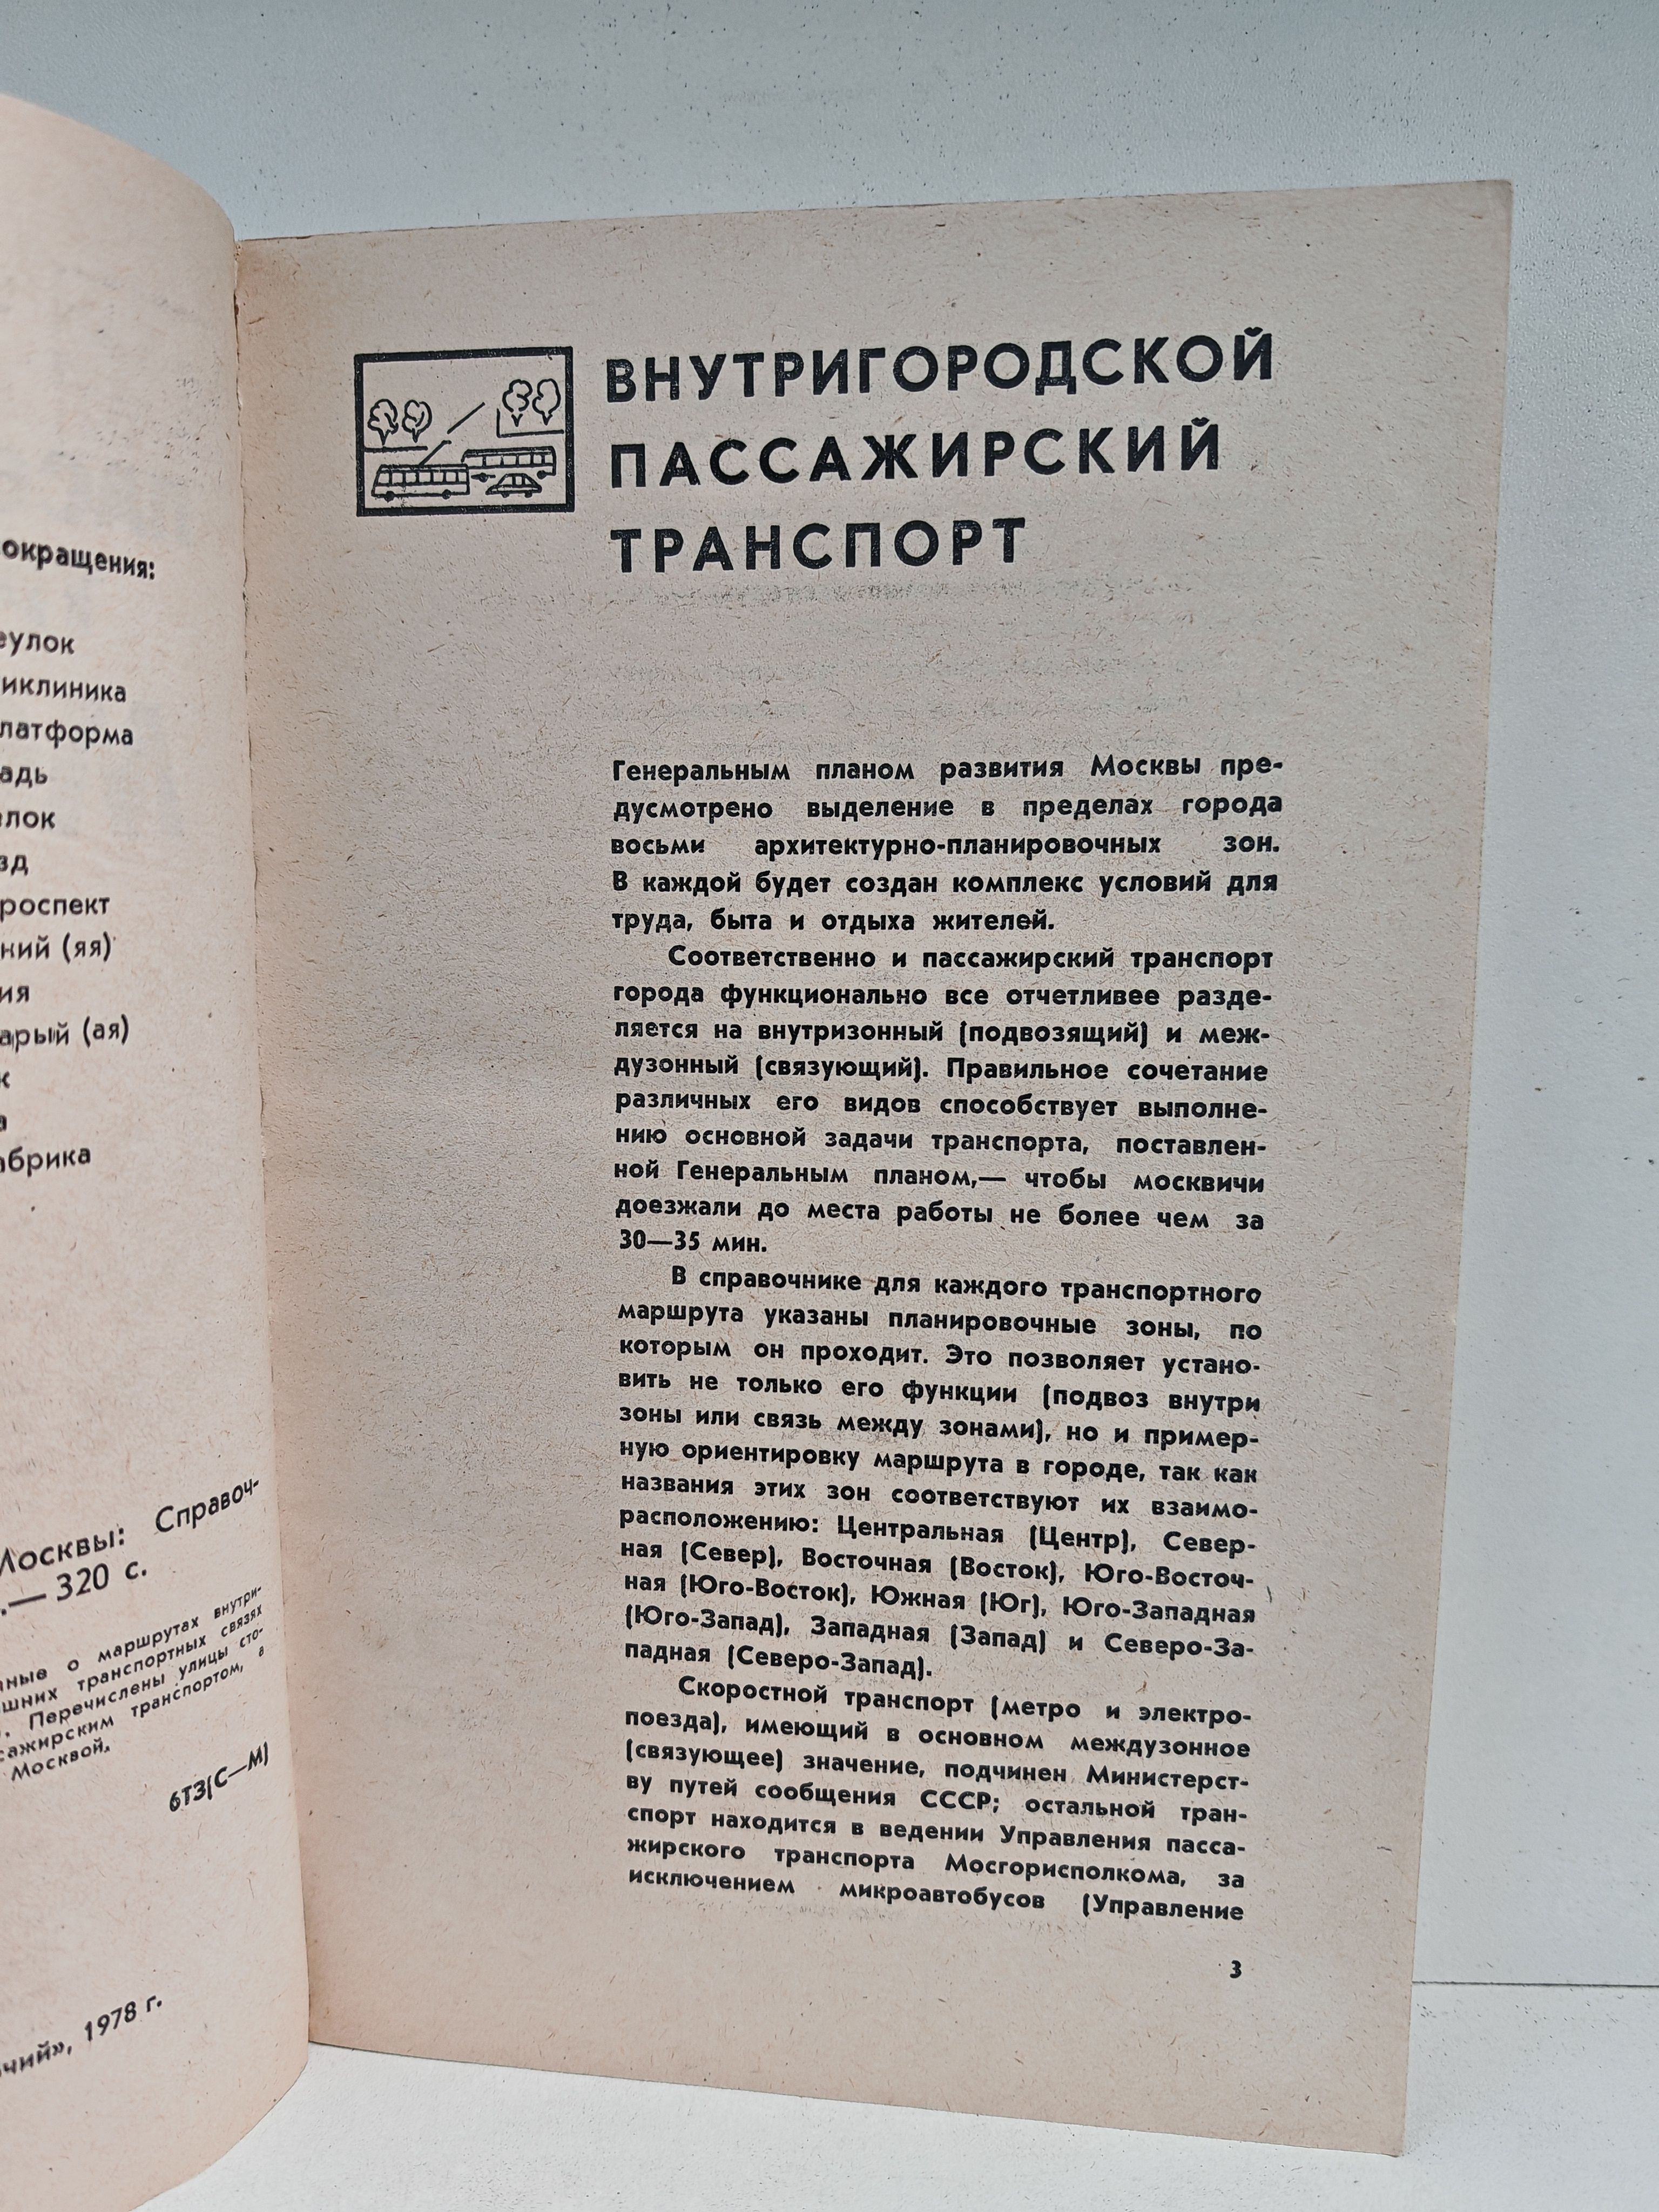 окращения:
еулок
иклиника
латформа
адь
елок
зд
роспект
ский (яя)
ия
арый (ая)
к
а
абрика
Москвы: Справоч-
.— 320 с.
нные о маршрутах внутри-
шних транспортных связях
. Перечислены улицы сто-
сажирским транспортом, а
Москвой.
6Т3(С—М)
чий», 1978 г.
ВНУТРИГОРОДСКОЙ
ПАССАЖИРСКИЙ
ТРАНСПОРТ
Генеральным планом развития Москвы пре-
дусмотрено выделение в пределах города
восьми архитектурно-планировочных зон.
В каждой будет создан комплекс условий для
труда, быта и отдыха жителей.
Соответственно и пассажирский транспорт
города функционально все отчетливее разде-
ляется на внутризонный (подвозящий) и меж-
дузонный (связующий). Правильное сочетание
различных его видов способствует выполне-
нию основной задачи транспорта, поставлен-
ной Генеральным планом,— чтобы москвичи
доезжали до места работы не более чем за
30—35 мин.
В справочнике для каждого транспортного
маршрута указаны планировочные зоны, по
которым он проходит. Это позволяет устано-
вить не только его функции (подвоз внутри
зоны или связь между зонами), но и пример-
ную ориентировку маршрута в городе, так как
названия этих зон соответствуют их взаимо-
расположению: Центральная (Центр), Север-
ная (Север), Восточная (Восток), Юго-Восточ-
ная (Юго-Восток), Южная (Юг), Юго-Западная
(Юго-Запад), Западная (Запад) и Северо-За-
падная (Северо-Запад).
Скоростной транспорт (метро и электро-
поезда), имеющий в основном междузонное
(связующее) значение, подчинен Министерст-
ву путей сообщения СССР; остальной тран-
спорт находится в ведении Управления пасса-
жирского транспорта Мосгорисполкома, за
исключением микроавтобусов (Управление
3